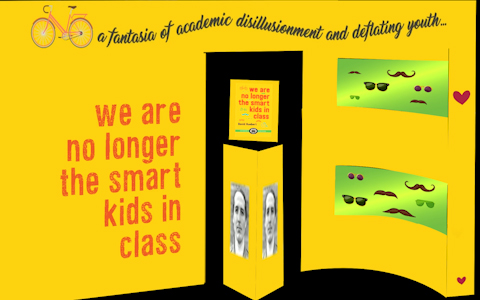 a fantasia of academic disillusionment and deflating youth...
we are
no longer
the smart
kids in
class
we are
no longer
the smart
kids in
class